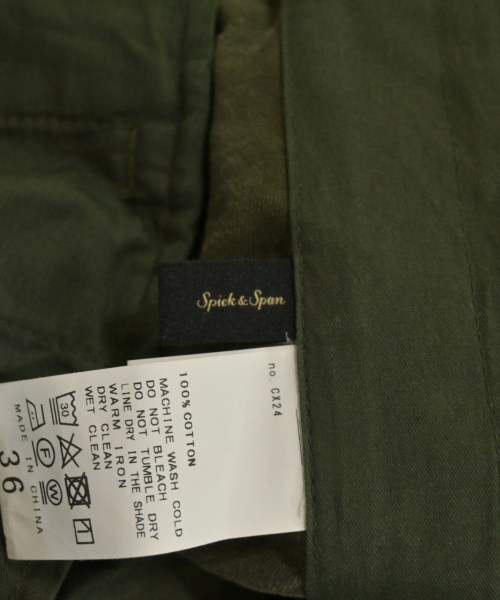 Spick & Span
no. CX24
100% COTTON
MACHINE WASH COLD
DO NOT BLEACH
DO NOT TUMBLE DRY
LINE DRY IN THE SHADE
WARM IRON
DRY CLEAN
WET CLEAN
30
F
W
MADE IN CHINA
36